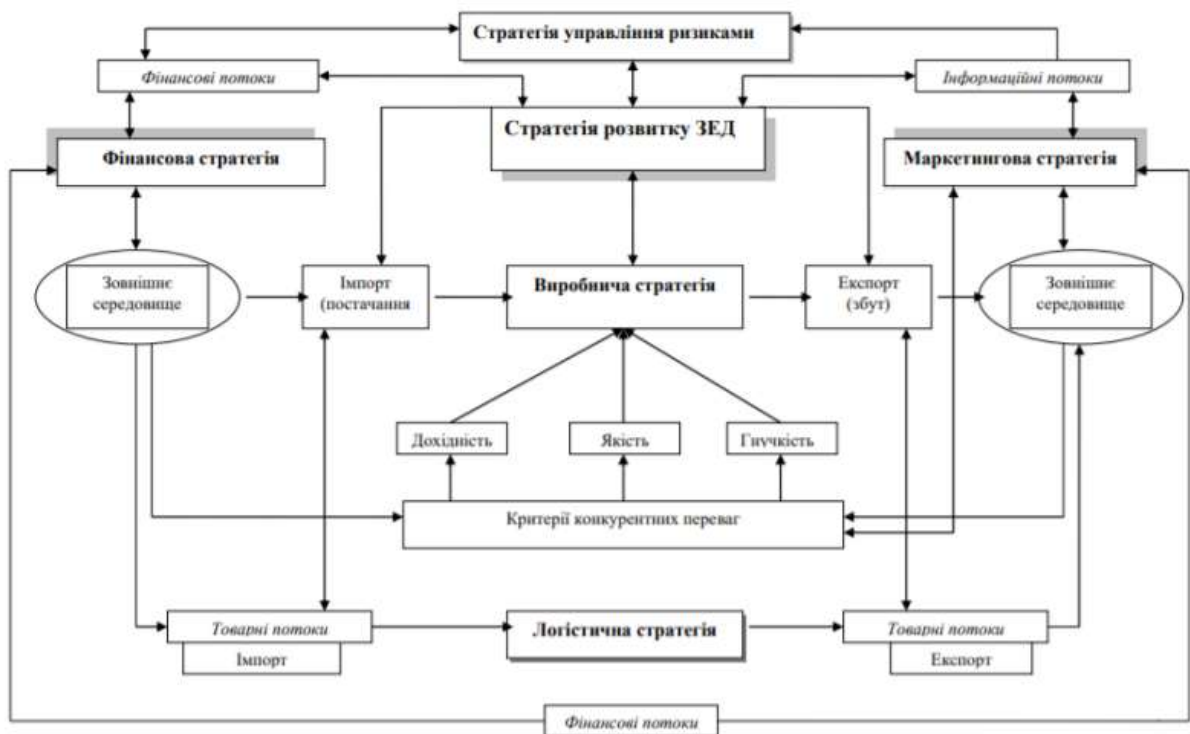 Стратегія управління ризиками
Фінансові потоки
Інформаційні потоки
Стратегія розвитку ЗЕД
Фінансова стратегія
Маркетингова стратегія
Зовнішнє
середовище
Імпорт
(постачання
Виробнича стратегія
Експорт
(збут)
Зовнішнє
середовище
Дохідність
Якість
Гнучкість
Критерії конкурентних переваг
Товарні потоки
Імпорт
Логістична стратегія
Товарні потоки
Експорт
Фінансові потоки